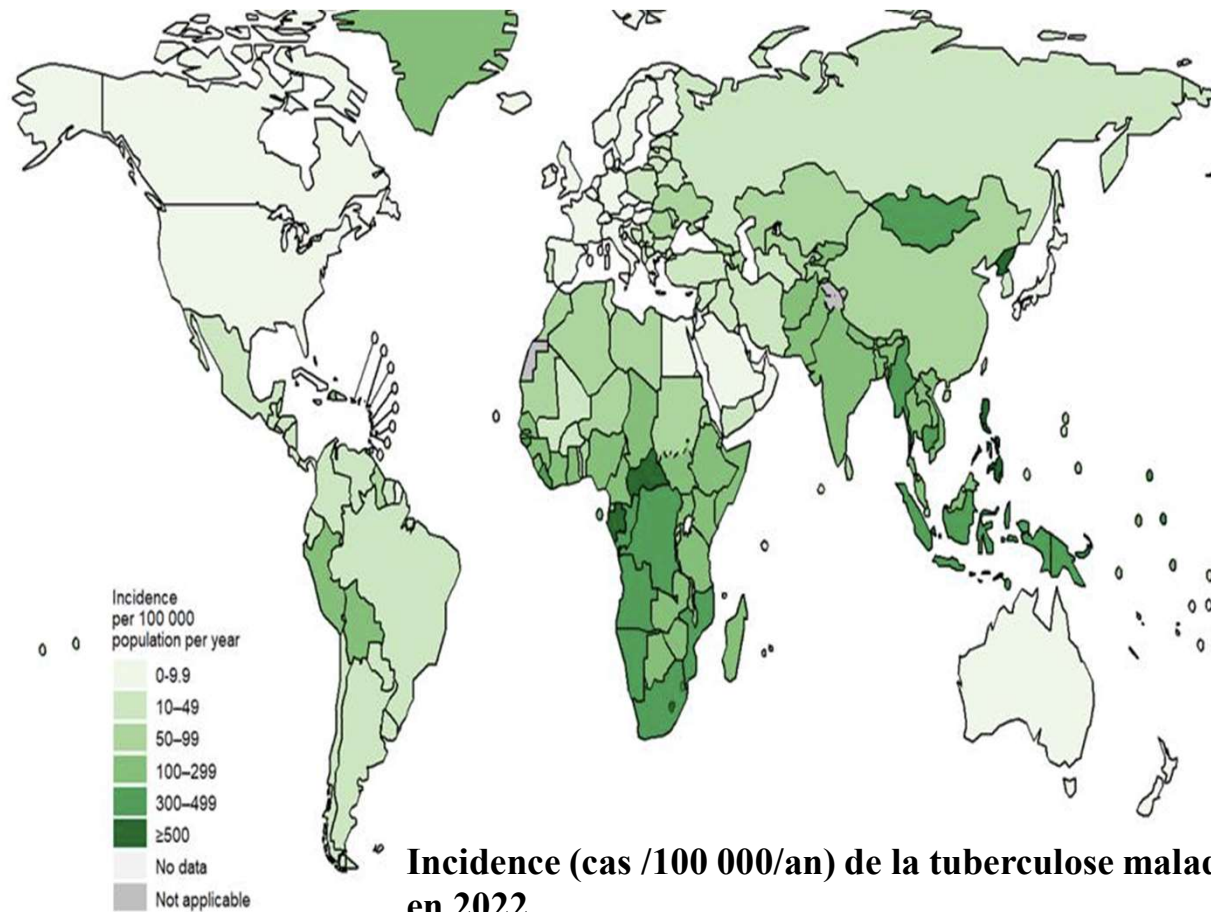 Incidence
per 100 000
population per year
0-9.9
10–49
50–99
100–299
300–499
≥500
No data
Not applicable
Incidence (cas /100 000/an) de la tuberculose
en 2022